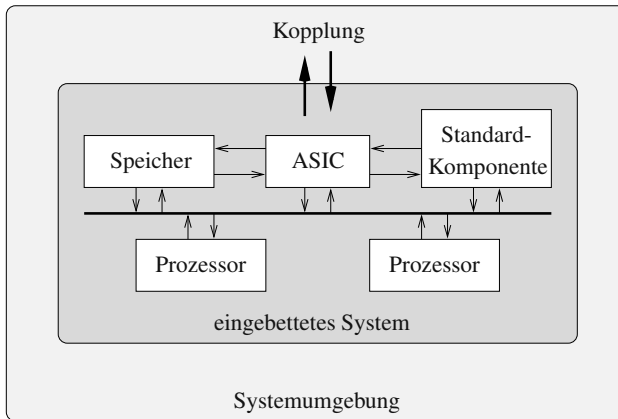 Kopplung
Speicher
ASIC
Standard-
Komponente
Prozessor
Prozessor
eingebettetes System
Systemumgebung